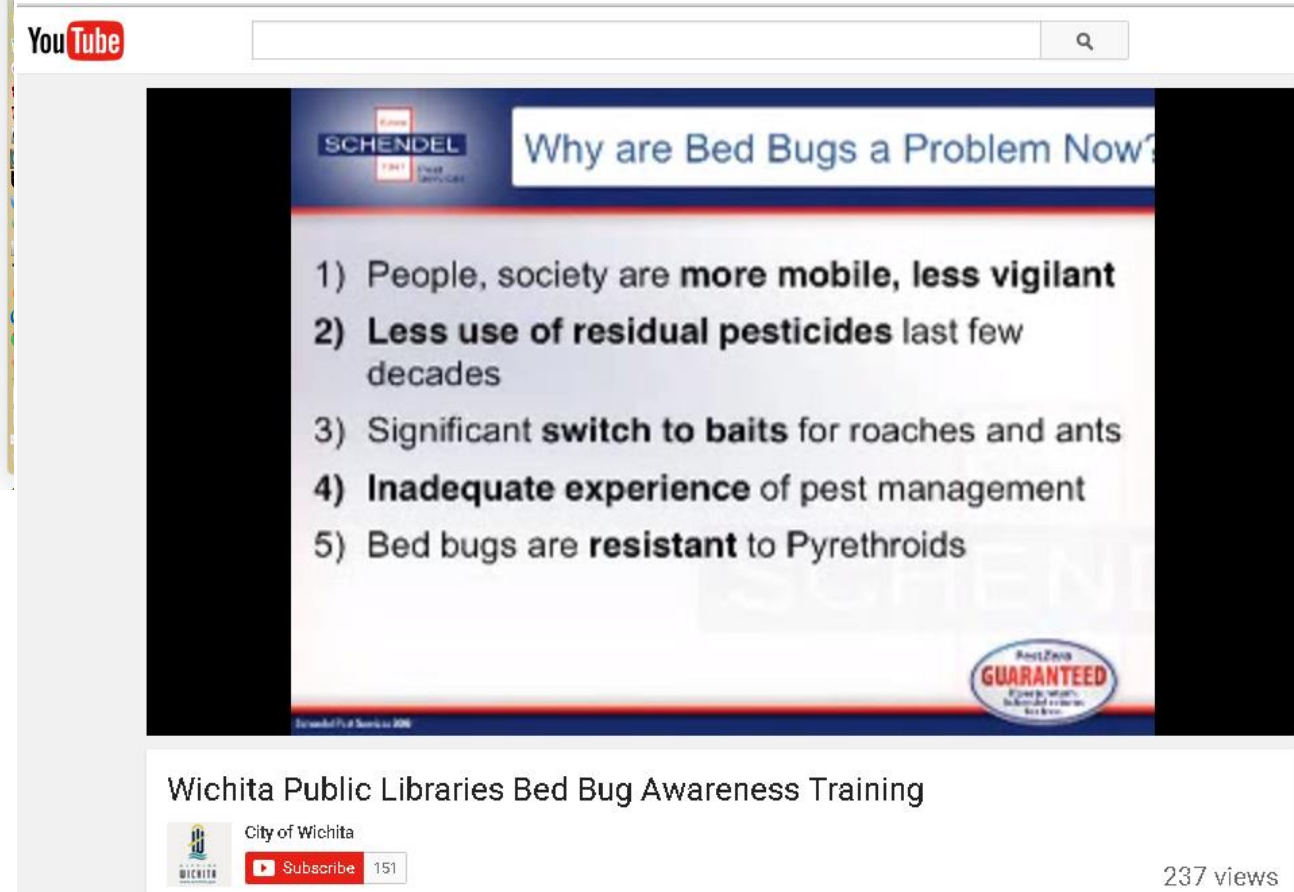 YouTube
SCHENDEL
Why are Bed Bugs a Problem Now?
1) People, society are more mobile, less vigilant
2) Less use of residual pesticides last few
decades
3) Significant switch to baits for roaches and ants
4) Inadequate experience of pest management
5) Bed bugs are resistant to Pyrethroids
SCHEN
PestZero
GUARANTEED
Wichita Public Libraries Bed Bug Awareness Training
City of Wichita
WICHITA
Subscribe 151
237 views